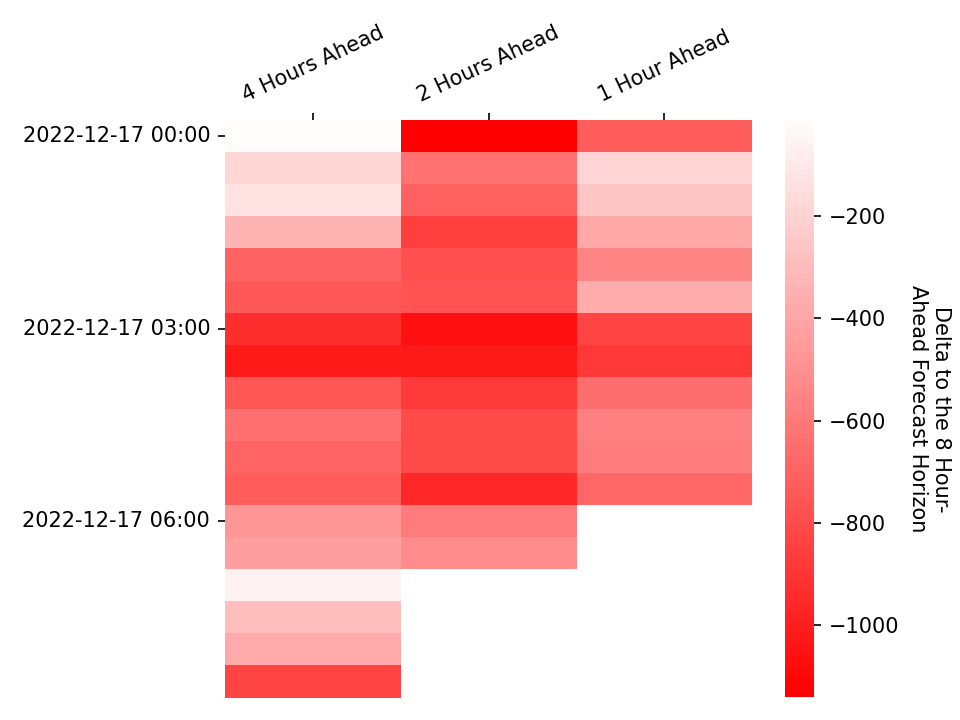 4 Hours Ahead
2 Hours Ahead
1 Hour Ahead
2022-12-17 00:00
2022-12-17 03:00
2022-12-17 06:00
−200
−400
−600
−800
−1000
Delta to the 8 Hour-
Ahead Forecast Horizon